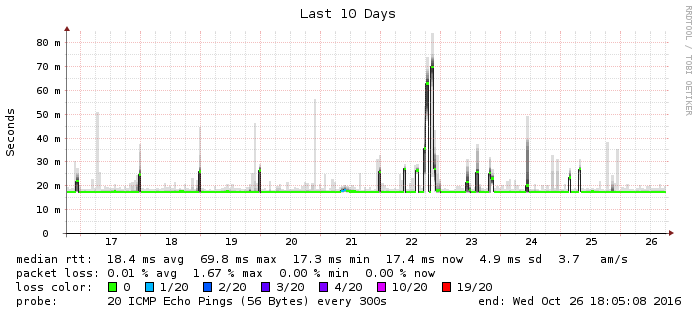 Last 10 Days
RRDTOOL / TOBI OETIKER
Seconds
80 m
70 m
60 m
50 m
40 m
30 m
20 m
10 m
0
17 18 19 20 21 22 23 24 25 26
median rtt: 18.4 ms avg 69.8 ms max 17.3 ms min 17.4 ms now 4.9 ms sd 3.7 am/s
packet loss: 0.01 % avg 1.67 % max 0.00 % min 0.00 % now
loss color: 0 1/20 2/20 3/20 4/20 10/20 19/20
probe: 20 ICMP Echo Pings (56 Bytes) every 300s end: Wed Oct 26 18:05:08 2016